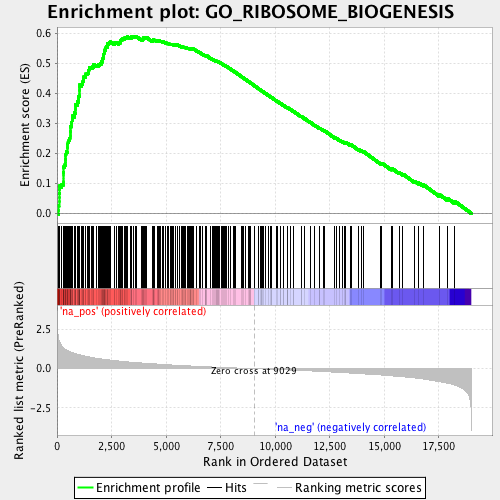 Enrichment plot: GO_RIBOSOME_BIOGENESIS
Enrichment score (ES)
0.6
0.5
0.4
0.3
0.2
0.1
0.0
'na_pos' (positively correlated)
Ranked list metric (PreRanked)
2.5
0.0
-2.5
Zero cross at 9029
'na_neg' (negatively correlated)
0
2,500
5,000
7,500
10,000
12,500
15,000
17,500
Rank in Ordered Dataset
Enrichment profile
Hits
Ranking metric scores